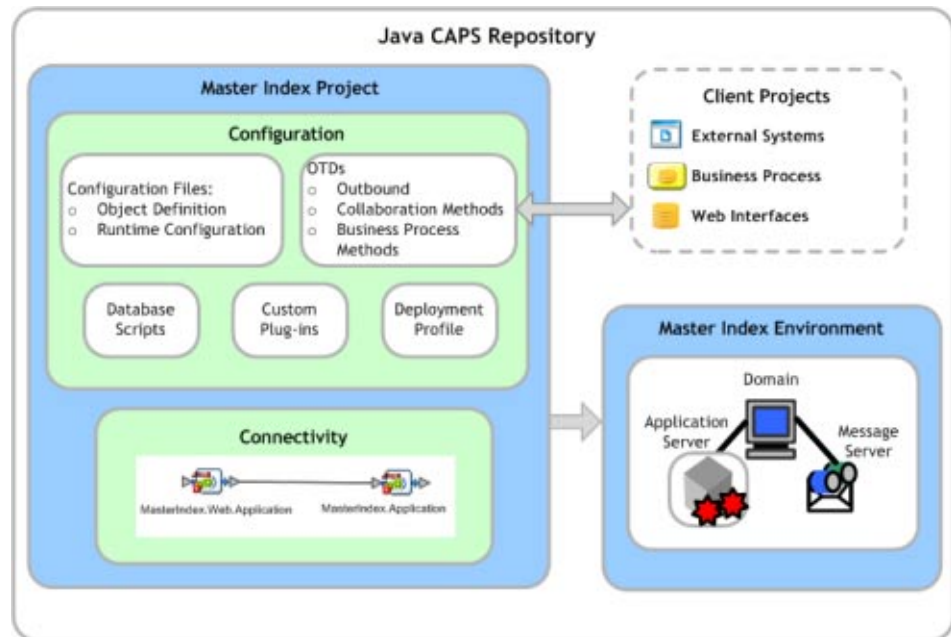 Java CAPS Repository
Master Index Project
Configuration
Configuration Files:
○ Object Definition
○ Runtime Configuration
OTDs
○ Outbound
○ Collaboration Methods
○ Business Process
Methods
Database
Scripts
Custom
Plug-ins
Deployment
Profile
Connectivity
MasterIndex.Web.Application
MasterIndex.Application
Client Projects
External Systems
Business Process
Web Interfaces
Master Index Environment
Domain
Application
Server
Message
Server